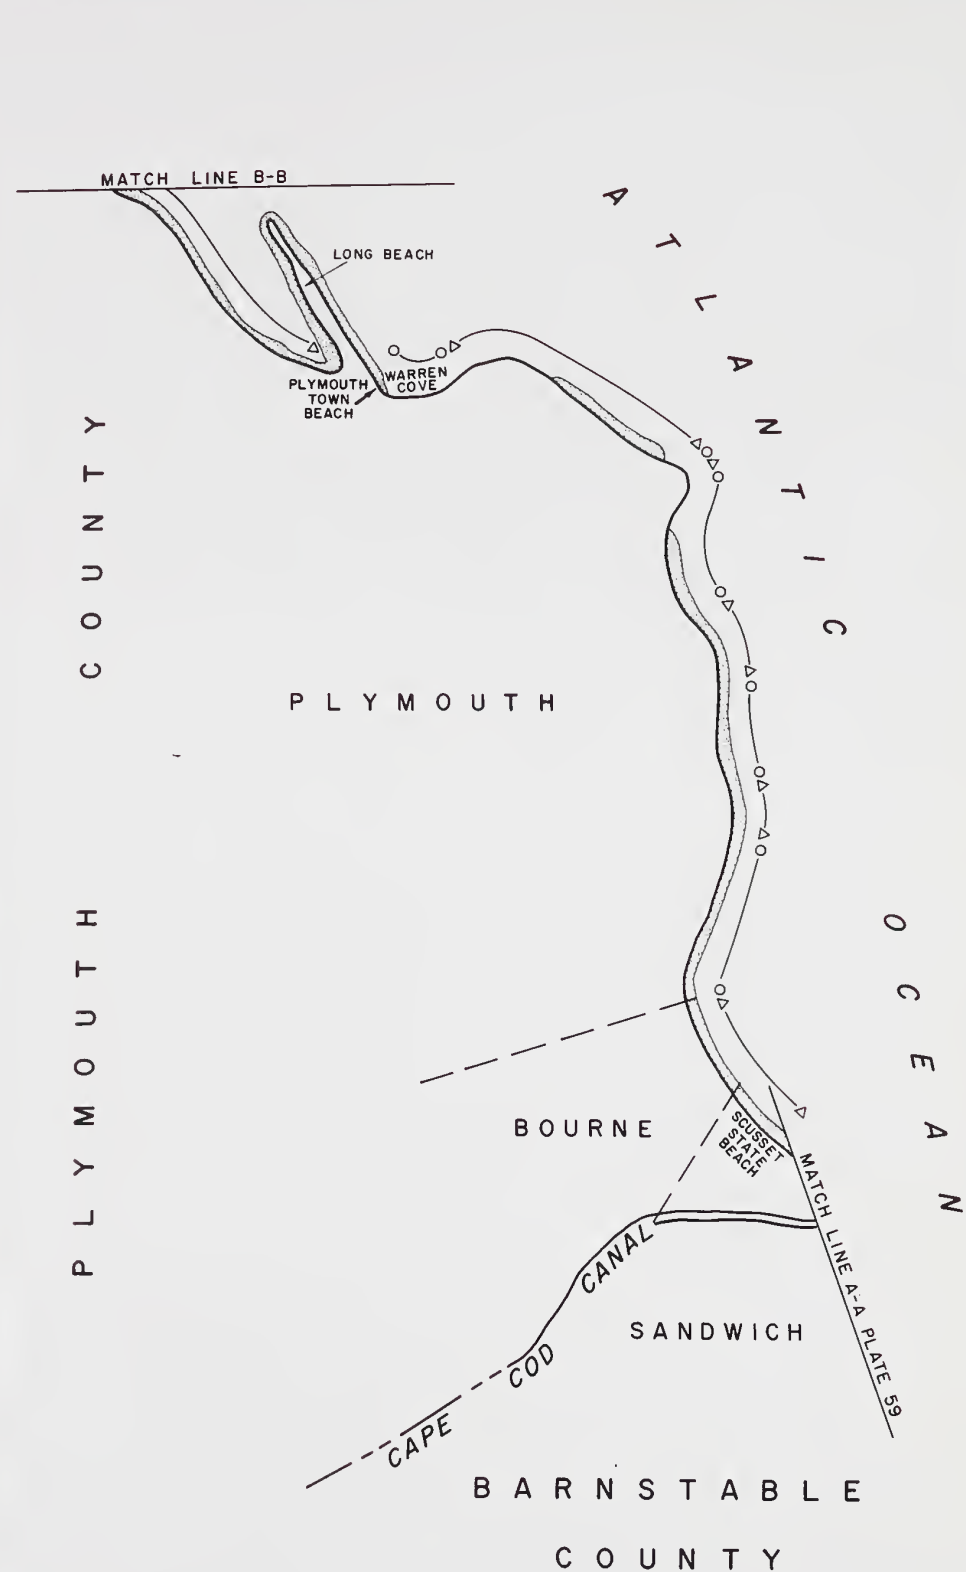 MATCH LINE B-B
LONG BEACH
PLYMOUTH
TOWN
BEACH
WARREN
COVE
ATLANTIC
OCEAN
PLYMOUTH COUNTY
PLYMOUTH
BOURNE
SCUSSET
STATE
BEACH
MATCH LINE A-A PLATE 59
CAPE COD CANAL
SANDWICH
BARNSTABLE
COUNTY